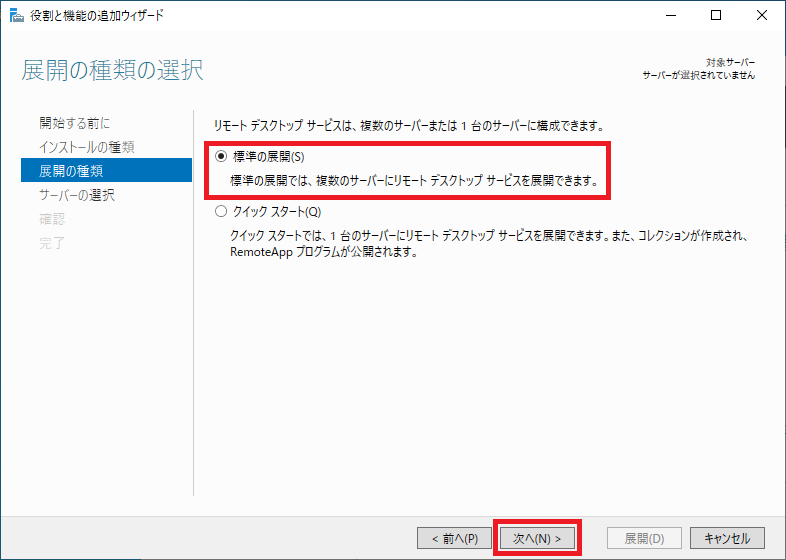 役割と機能の追加ウィザード
展開の種類の選択
対象サーバー
サーバーが選択されていません
開始する前に
インストールの種類
展開の種類
サーバーの選択
確認
完了
リモート デスクトップ サービスは、複数のサーバーまたは 1 台のサーバーに構成できます。
標準の展開(S)
標準の展開では、複数のサーバーにリモート デスクトップ サービスを展開できます。
クイック スタート(Q)
クイック スタートでは、1 台のサーバーにリモート デスクトップ サービスを展開できます。また、コレクションが作成され、
RemoteApp プログラムが公開されます。
< 前へ(P)
次へ(N) >
展開(D)
キャンセル